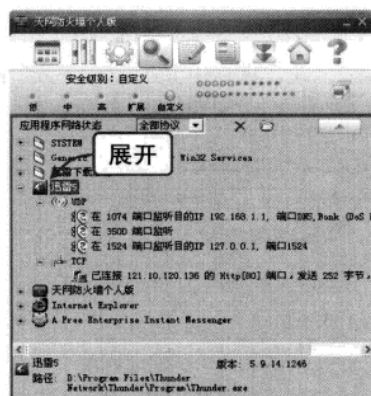 天网防火墙个人版
安全级别：自定义
低 中 高 扩展 自定义
应用程序网络状态 全部协议
SYSTEM
Win32 Services
展开
迅雷5
UDP
在 1074 端口监听目的IP 192.168.1.1, 端口DNS,Bonk (DoS
在 3500 端口监听
在 1524 端口监听目的IP 127.0.0.1, 端口1524
TCP
已连接 121.10.120.136 的 Http[80] 端口，发送 252 字节，
天网防火墙个人版
Internet Explorer
A Free Enterprise Instant Messenger
迅雷5 版本: 5.9.14.1246
路径: D:\Program Files\Thunder
Network\Thunder\Program\Thunder.exe